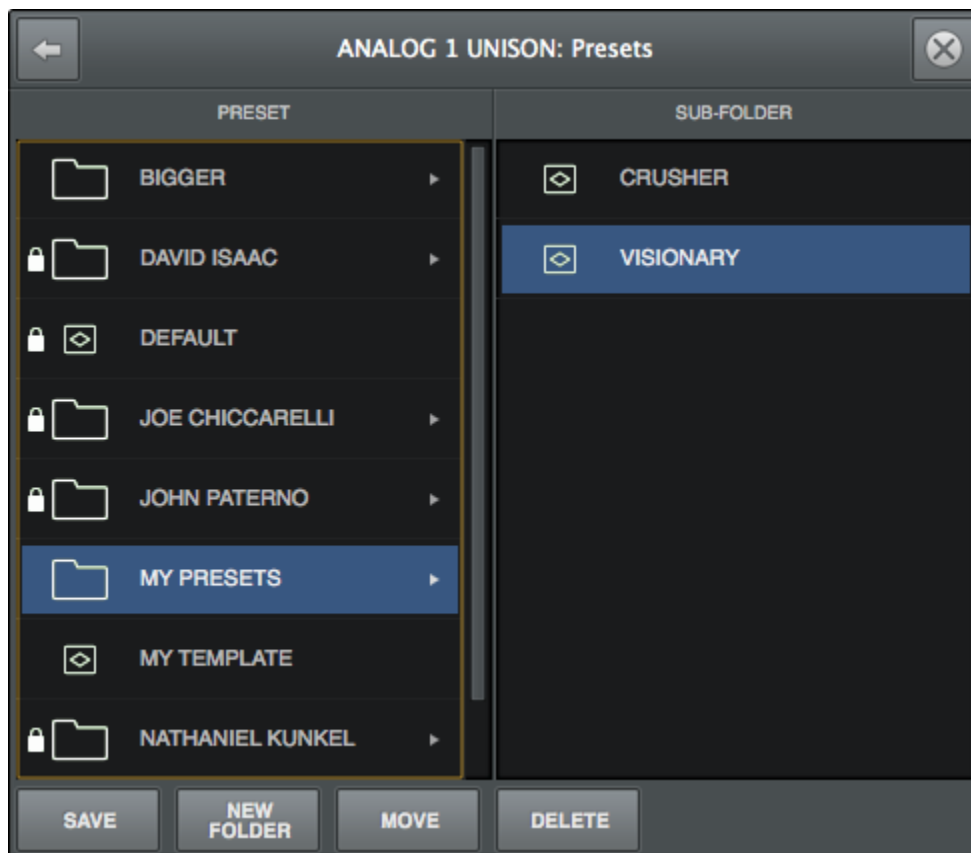 ANALOG 1 UNISON: Presets
PRESET
SUB-FOLDER
BIGGER
DAVID ISAAC
DEFAULT
JOE CHICCARELLI
JOHN PATERNO
MY PRESETS
MY TEMPLATE
NATHANIEL KUNKEL
CRUSHER
VISIONARY
SAVE
NEW
FOLDER
MOVE
DELETE